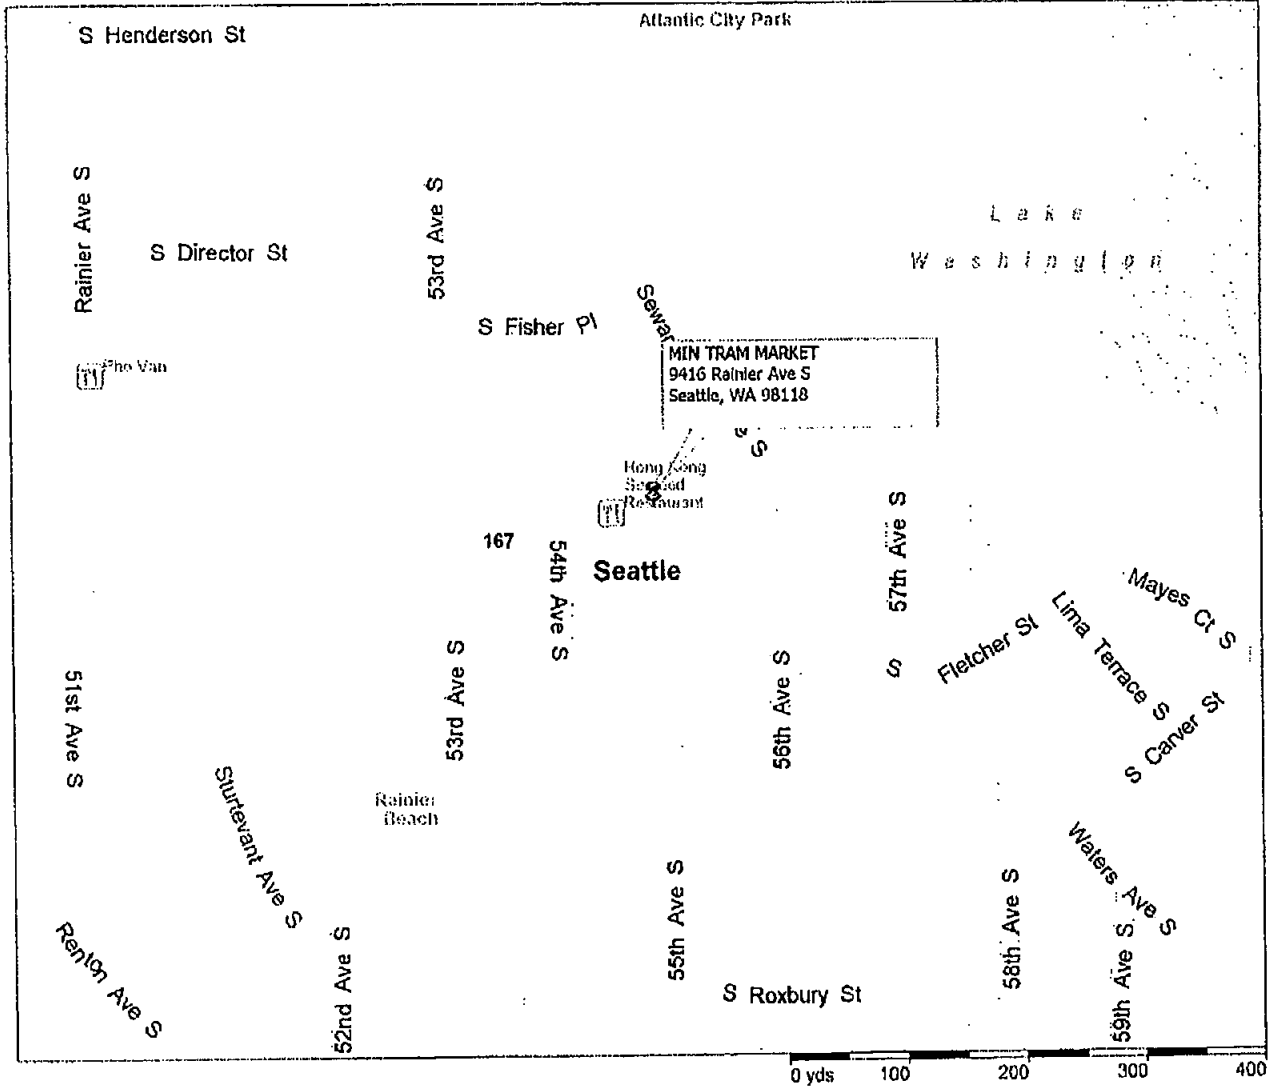 Atlantic City Park
S Henderson St
Rainier Ave S
53rd Ave S
Lake
Washington
S Director St
S Fisher Pl
Sewar
MIN TRAM MARKET
9416 Rainier Ave S
Seattle, WA 98118
Pho Van
S
Hong Kong
Seafood
Restaurant
167
54th Ave S
Seattle
57th Ave S
Mayes Ct S
Lima Terrace S
S Fletcher St
53rd Ave S
56th Ave S
51st Ave S
S Carver St
Sturtevant Ave S
Rainier
Beach
Waters Ave S
55th Ave S
58th Ave S
Renton Ave S
52nd Ave S
59th Ave S
S Roxbury St
0 yds 100 200 300 400